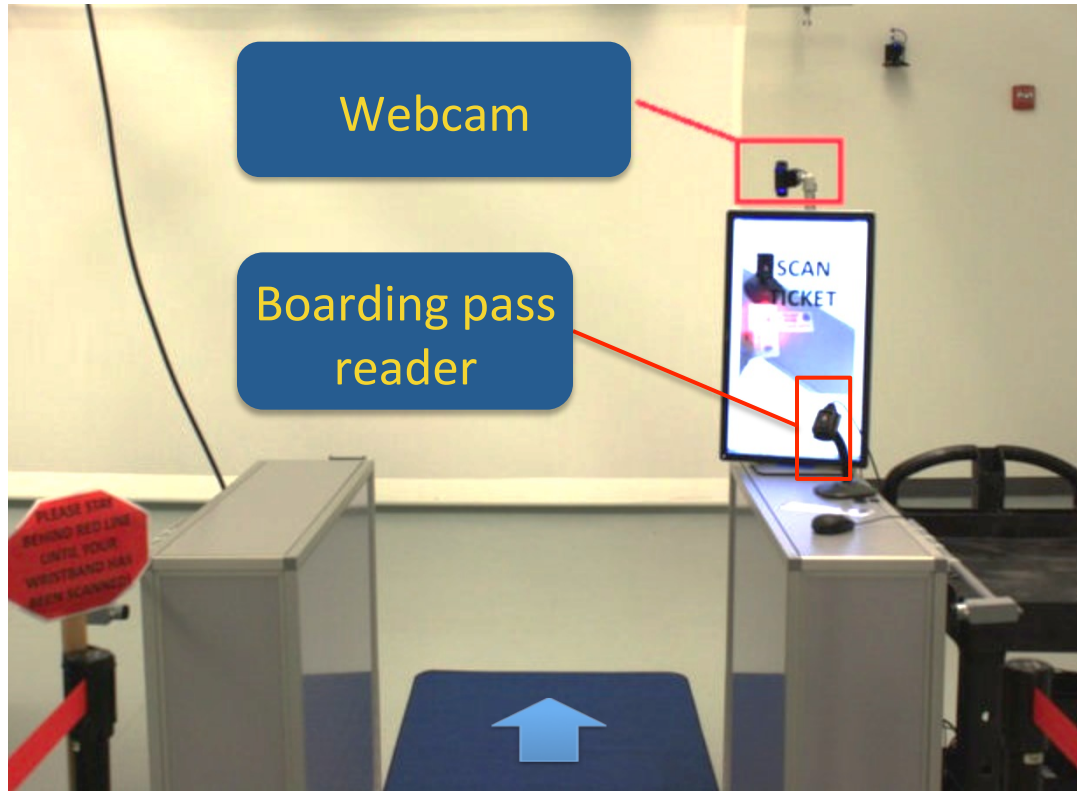 Webcam
SCAN
TICKET
Boarding pass
reader
PLEASE STAY
BEHIND RED LINE
UNTIL YOUR
WRISTBAND HAS
BEEN SCANNED